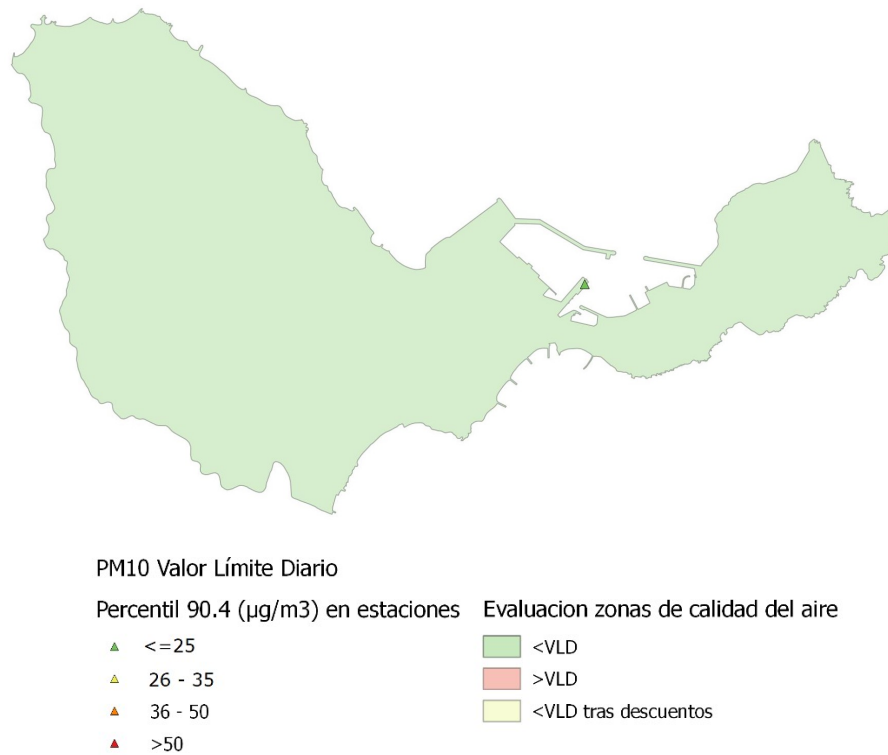 PM10 Valor Límite Diario
Percentil 90.4 (µg/m3) en estaciones
<=25
26 - 35
36 - 50
>50
Evaluacion zonas de calidad del aire
<VLD
>VLD
<VLD tras descuentos